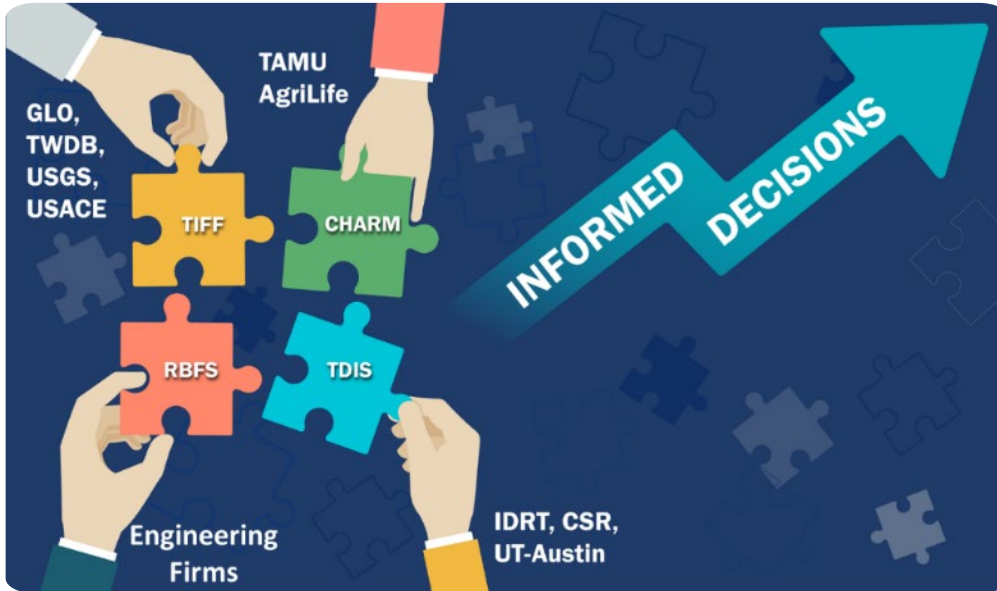 TAMU
AgriLife
GLO,
TWDB,
USGS,
USACE
TIFF
CHARM
RBFS
TDIS
Engineering
Firms
IDRT, CSR,
UT-Austin
INFORMED
DECISIONS